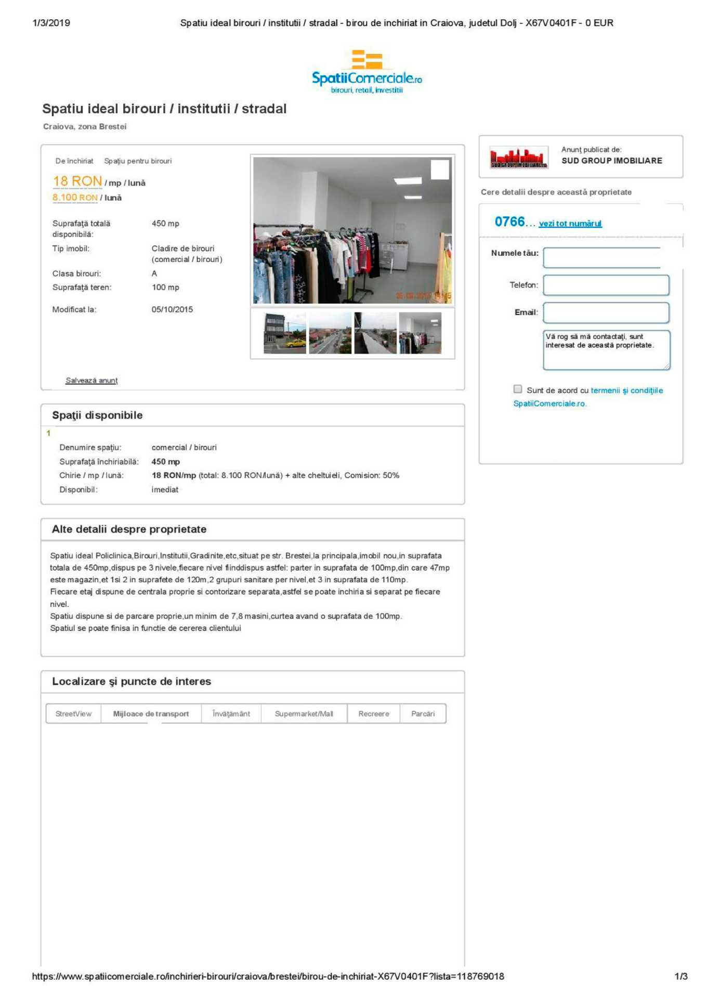 1/3/2019
Spatiu ideal birouri / institutii / stradal - birou de inchiriat in Craiova, judetul Dolj - X67V0401F - 0 EUR
SpatiiComerciale.ro
birouri, retail, investitii
Spatiu ideal birouri / institutii / stradal
Craiova, zona Brestei
De închiriat Spaţiu pentru birouri
18 RON / mp / lună
8.100 RON / lună
Suprafaţă totală disponibilă: 450 mp
Tip imobil: Cladire de birouri
(comercial / birouri)
Clasa birouri: A
Suprafaţă teren: 100 mp
Modificat la: 05/10/2015
Salvează anunţ
SUD GROUP IMOBILIARE.ro
Anunţ publicat de:
SUD GROUP IMOBILIARE
Cere detalii despre această proprietate
0766... vezi tot numărul
Numele tău:
Telefon:
Email:
Vă rog să mă contactaţi, sunt
interesat de această proprietate.
Sunt de acord cu termenii şi condiţiile
SpatiiComerciale.ro.
Spaţii disponibile
1
Denumire spaţiu: comercial / birouri
Suprafaţă închiriabilă: 450 mp
Chirie / mp / lună: 18 RON/mp (total: 8.100 RON/lună) + alte cheltuieli, Comision: 50%
Disponibil: imediat
Alte detalii despre proprietate
Spatiu ideal Policlinica,Birouri,Institutii,Gradinite,etc,situat pe str. Brestei,la principala,imobil nou,in suprafata
totala de 450mp,dispus pe 3 nivele,fiecare nivel fiinddispus astfel: parter in suprafata de 100mp,din care 47mp
este magazin,et 1si 2 in suprafete de 120m,2 grupuri sanitare per nivel,et 3 in suprafata de 110mp.
Fiecare etaj dispune de centrala proprie si contorizare separata,astfel se poate inchiria si separat pe fiecare
nivel.
Spatiu dispune si de parcare proprie,un minim de 7,8 masini,curtea avand o suprafata de 100mp.
Spatiul se poate finisa in functie de cererea clientului
Localizare şi puncte de interes
StreetView Mijloace de transport Învăţământ Supermarket/Mall Recreere Parcări
https://www.spatiicomerciale.ro/inchirieri-birouri/craiova/brestei/birou-de-inchiriat-X67V0401F?lista=118769018
1/3